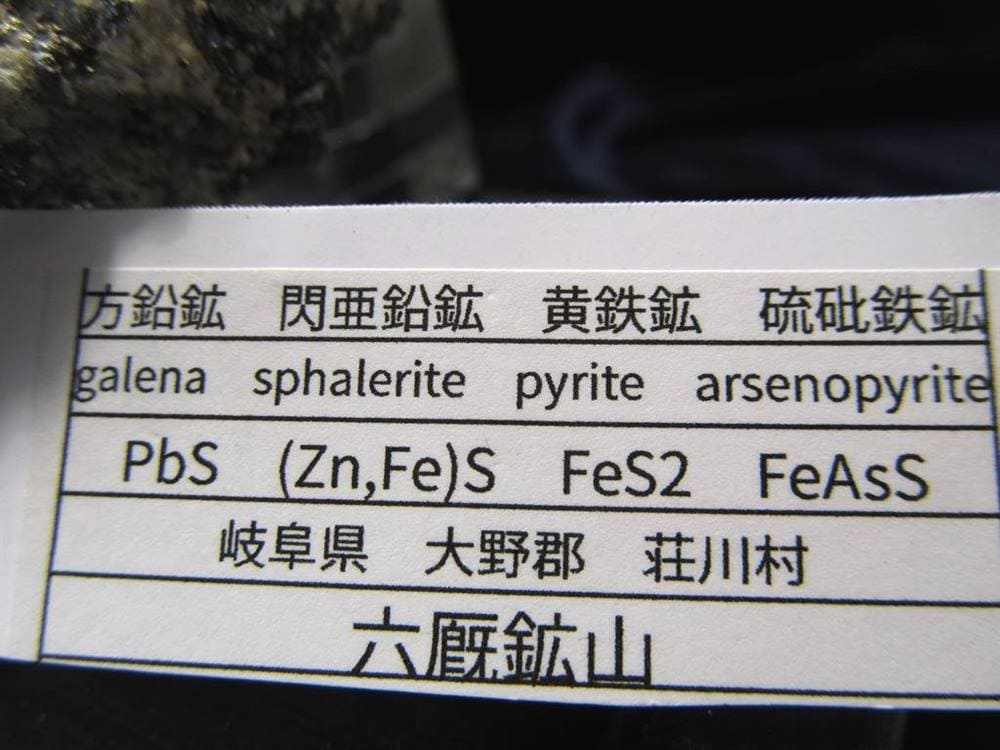 方鉛鉱 閃亜鉛鉱 黄鉄鉱 硫砒鉄鉱
galena sphalerite pyrite arsenopyrite
PbS (Zn,Fe)S FeS2 FeAsS
岐阜県 大野郡 荘川村
六厩鉱山